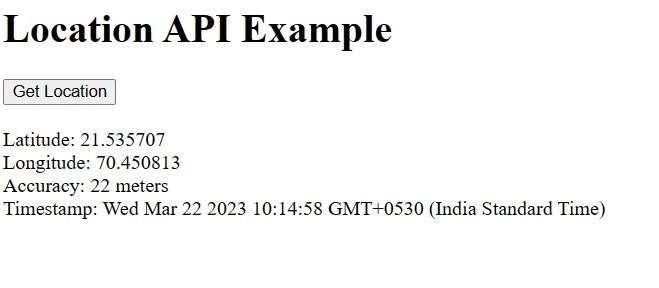 Location API Example
Get Location
Latitude: 21.535707
Longitude: 70.450813
Accuracy: 22 meters
Timestamp: Wed Mar 22 2023 10:14:58 GMT+0530 (India Standard Time)